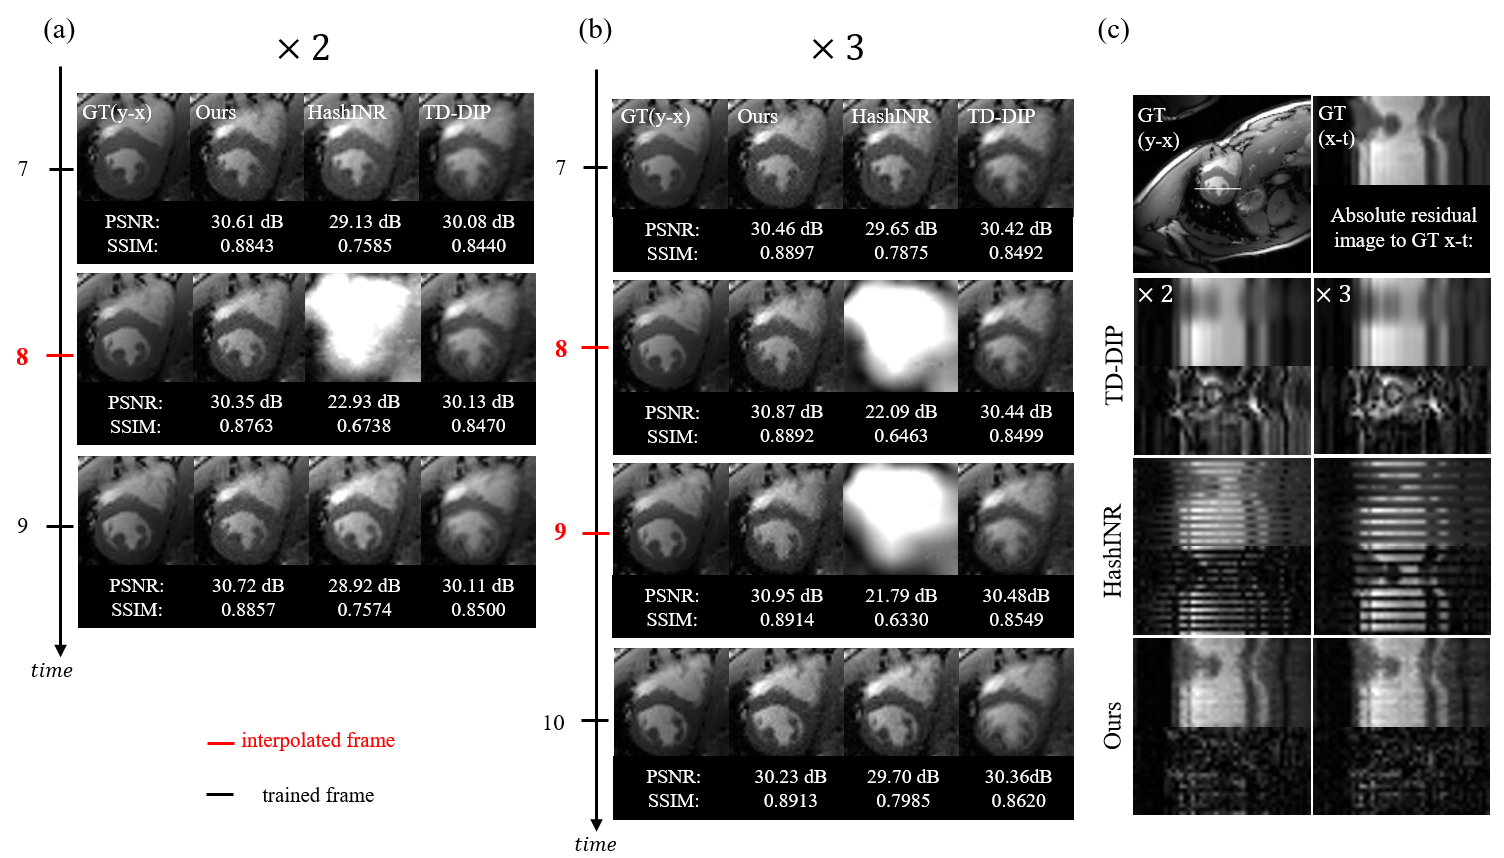 (a)
× 2
GT(y-x) Ours HashINR TD-DIP
7
PSNR: 30.61 dB 29.13 dB 30.08 dB
SSIM: 0.8843 0.7585 0.8440
8
PSNR: 30.35 dB 22.93 dB 30.13 dB
SSIM: 0.8763 0.6738 0.8470
9
PSNR: 30.72 dB 28.92 dB 30.11 dB
SSIM: 0.8857 0.7574 0.8500
time
interpolated frame
trained frame
(b)
× 3
GT(y-x) Ours HashINR TD-DIP
7
PSNR: 30.46 dB 29.65 dB 30.42 dB
SSIM: 0.8897 0.7875 0.8492
8
PSNR: 30.87 dB 22.09 dB 30.44 dB
SSIM: 0.8892 0.6463 0.8499
9
PSNR: 30.95 dB 21.79 dB 30.48dB
SSIM: 0.8914 0.6330 0.8549
10
PSNR: 30.23 dB 29.70 dB 30.36dB
SSIM: 0.8913 0.7985 0.8620
time
(c)
GT
(y-x)
GT
(x-t)
Absolute residual
image to GT x-t:
× 2
× 3
TD-DIP
HashINR
Ours